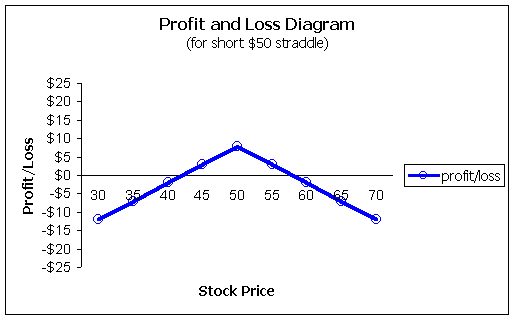 Profit and Loss Diagram
(for short $50 straddle)
$25
$20
$15
$10
$5
$0
-$5
-$10
-$15
-$20
-$25
Profit/Loss
30 35 40 45 50 55 60 65 70
Stock Price
profit/loss